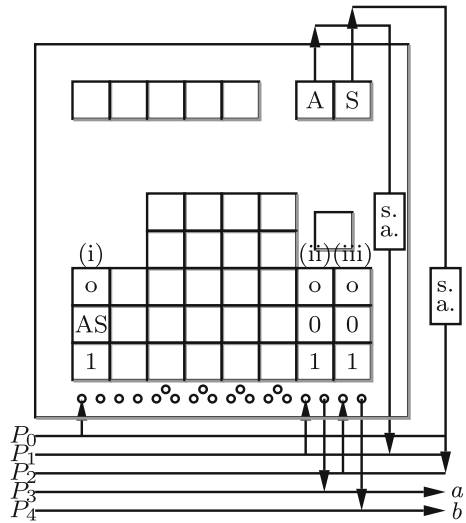 A S
s.
a.
(i) (ii) (iii)
s.
a.
o o o
AS 0 0
1 1 1
P₀
P₁
P₂
P₃ a
P₄ b